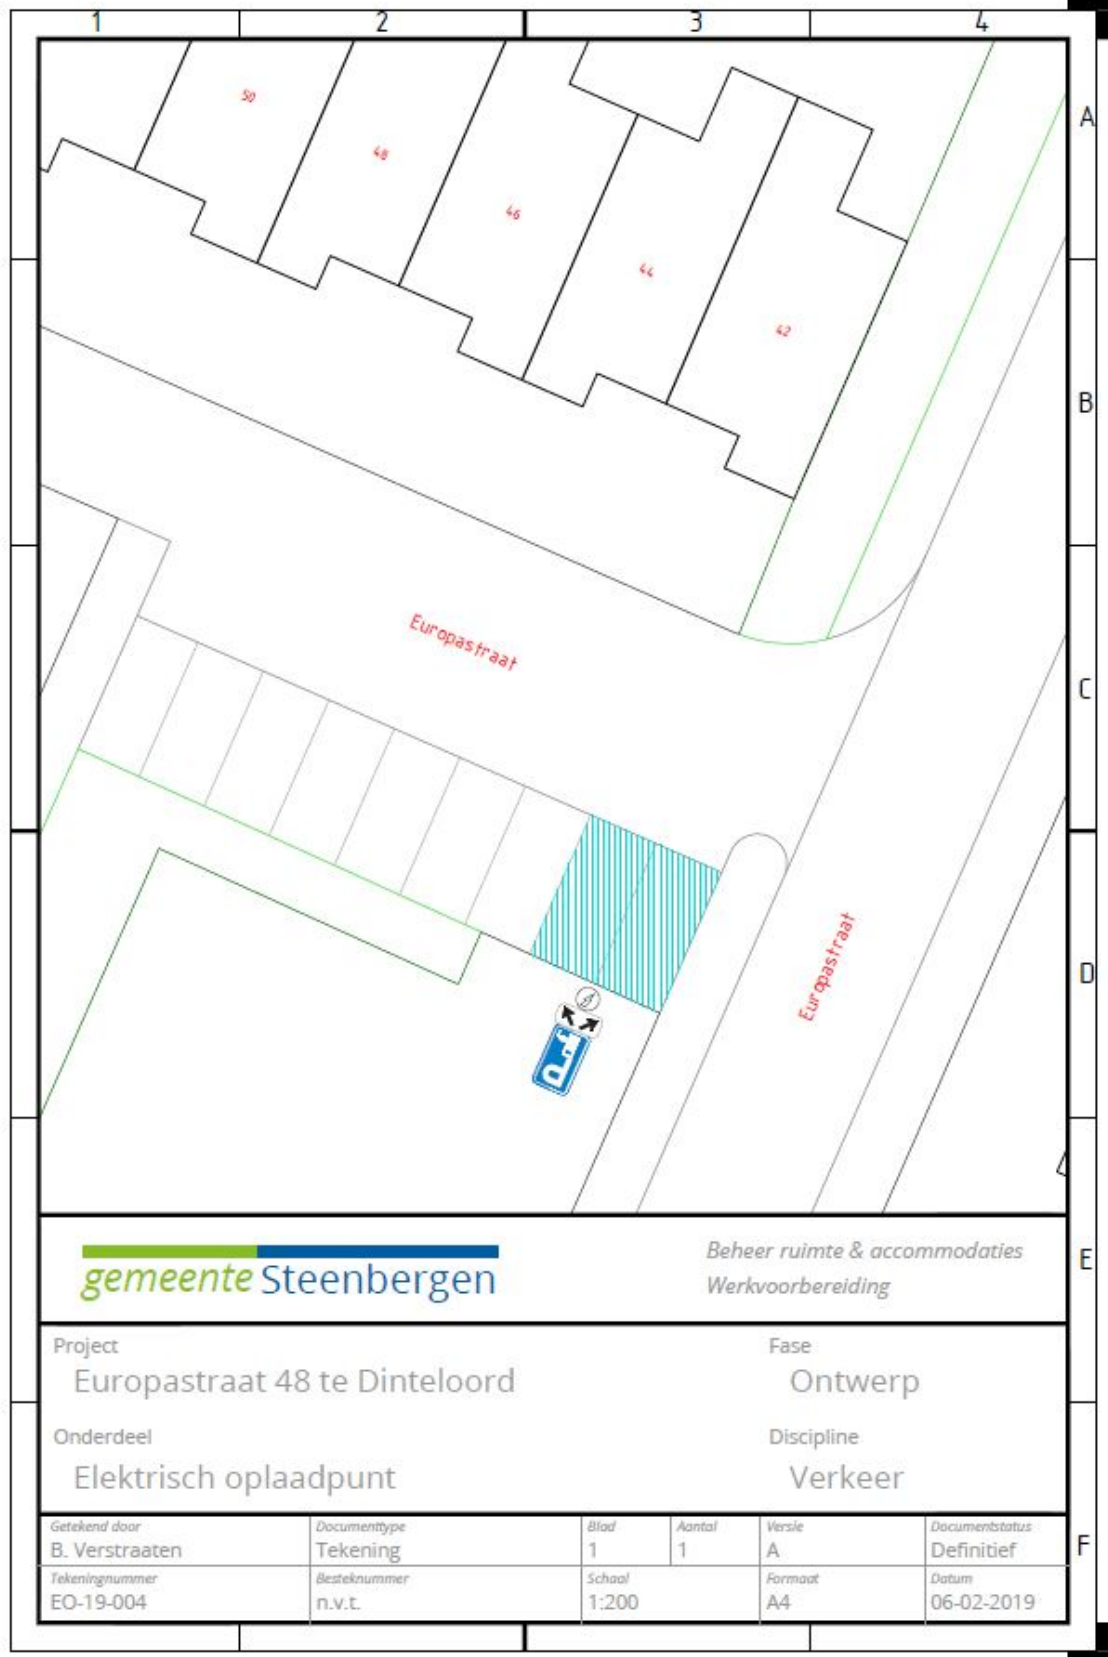 1 2 3 4
A
50
48
46
44
42
B
Europastraat
C
Europastraat
D
P
gemeente Steenbergen
Beheer ruimte & accommodaties
Werkvoorbereiding
E
Project
Europastraat 48 te Dinteloord
Fase
Ontwerp
Onderdeel
Elektrisch oplaadpunt
Discipline
Verkeer
Getekend door
B. Verstraaten
Documenttype
Tekening
Blad
1
Aantal
1
Versie
A
Documentstatus
Definitief
F
Tekeningnummer
EO-19-004
Besteknummer
n.v.t.
Schaal
1:200
Formaat
A4
Datum
06-02-2019